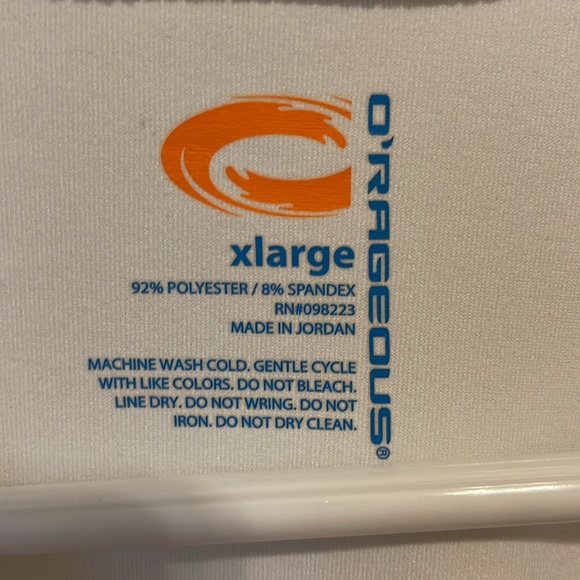 O'RAGEOUS®
xlarge
92% POLYESTER / 8% SPANDEX
RN#098223
MADE IN JORDAN
MACHINE WASH COLD. GENTLE CYCLE
WITH LIKE COLORS. DO NOT BLEACH.
LINE DRY. DO NOT WRING. DO NOT
IRON. DO NOT DRY CLEAN.